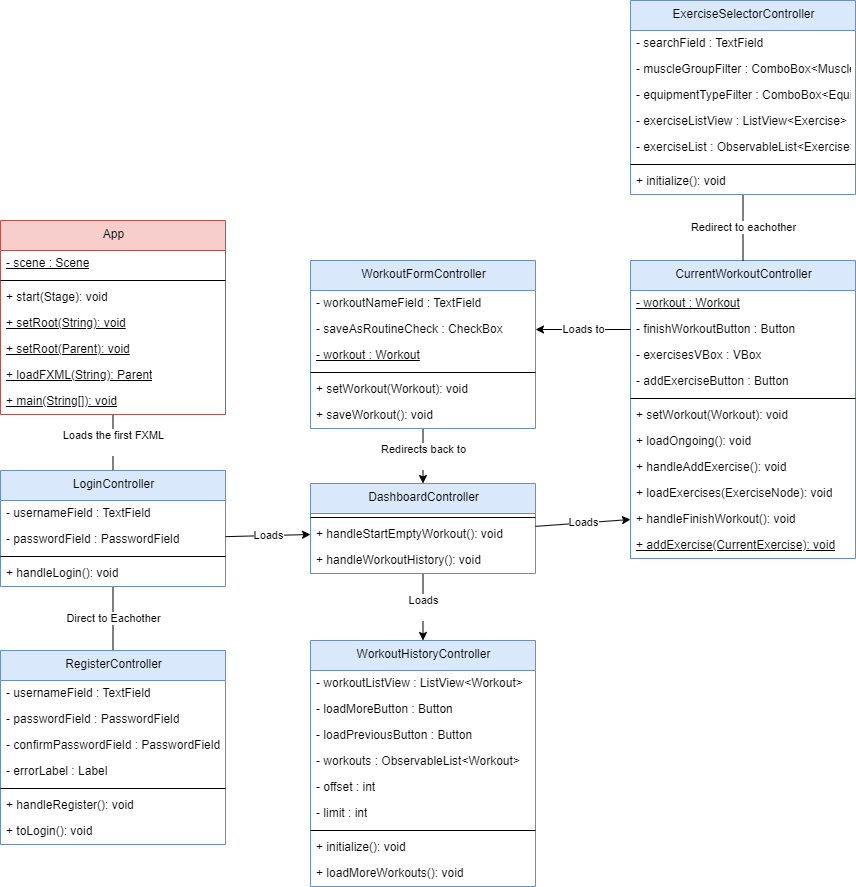 ExerciseSelectorController
- searchField : TextField
- muscleGroupFilter : ComboBox<Muscle
- equipmentTypeFilter : ComboBox<Equi
- exerciseListView : ListView<Exercise>
- exerciseList : ObservableList<Exercise>
+ initialize(): void
Redirect to eachother
App
- scene : Scene
+ start(Stage): void
+ setRoot(String): void
+ setRoot(Parent): void
+ loadFXML(String): Parent
+ main(String[]): void
Loads the first FXML
WorkoutFormController
- workoutNameField : TextField
- saveAsRoutineCheck : CheckBox
- workout : Workout
+ setWorkout(Workout): void
+ saveWorkout(): void
Loads to
Redirects back to
CurrentWorkoutController
- workout : Workout
- finishWorkoutButton : Button
- exercisesVBox : VBox
- addExerciseButton : Button
+ setWorkout(Workout): void
+ loadOngoing(): void
+ handleAddExercise(): void
+ loadExercises(ExerciseNode): void
+ handleFinishWorkout(): void
+ addExercise(CurrentExercise): void
LoginController
- usernameField : TextField
- passwordField : PasswordField
+ handleLogin(): void
Loads
DashboardController
+ handleStartEmptyWorkout(): void
+ handleWorkoutHistory(): void
Loads
Direct to Eachother
Loads
RegisterController
- usernameField : TextField
- passwordField : PasswordField
- confirmPasswordField : PasswordField
- errorLabel : Label
+ handleRegister(): void
+ toLogin(): void
WorkoutHistoryController
- workoutListView : ListView<Workout>
- loadMoreButton : Button
- loadPreviousButton : Button
- workouts : ObservableList<Workout>
- offset : int
- limit : int
+ initialize(): void
+ loadMoreWorkouts(): void